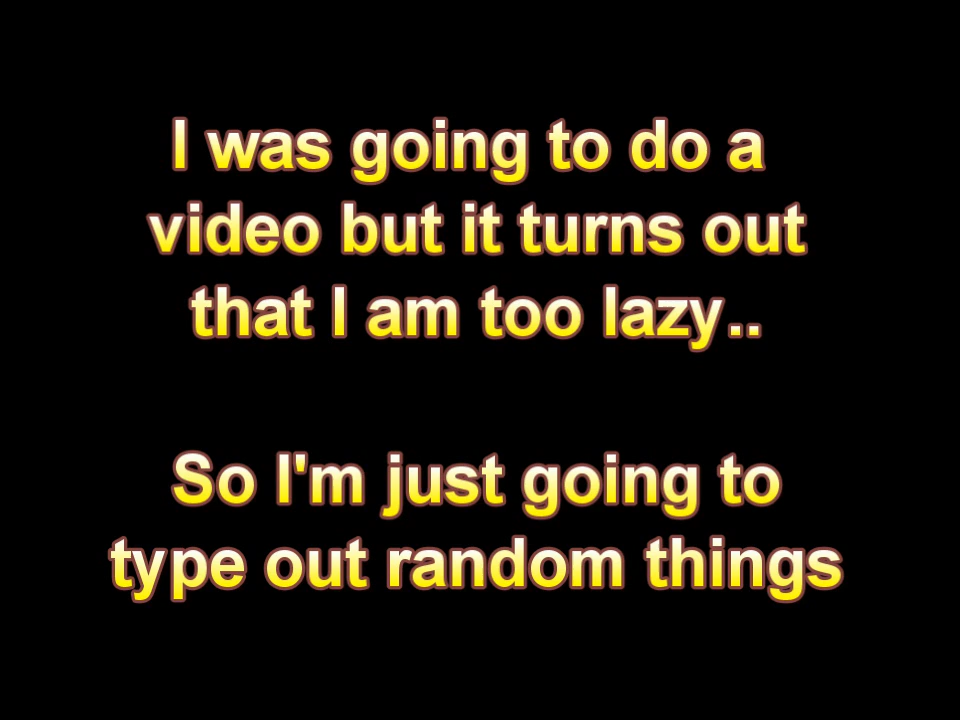 I was going to do a
video but it turns out
that I am too lazy..
So I'm just going to
type out random things